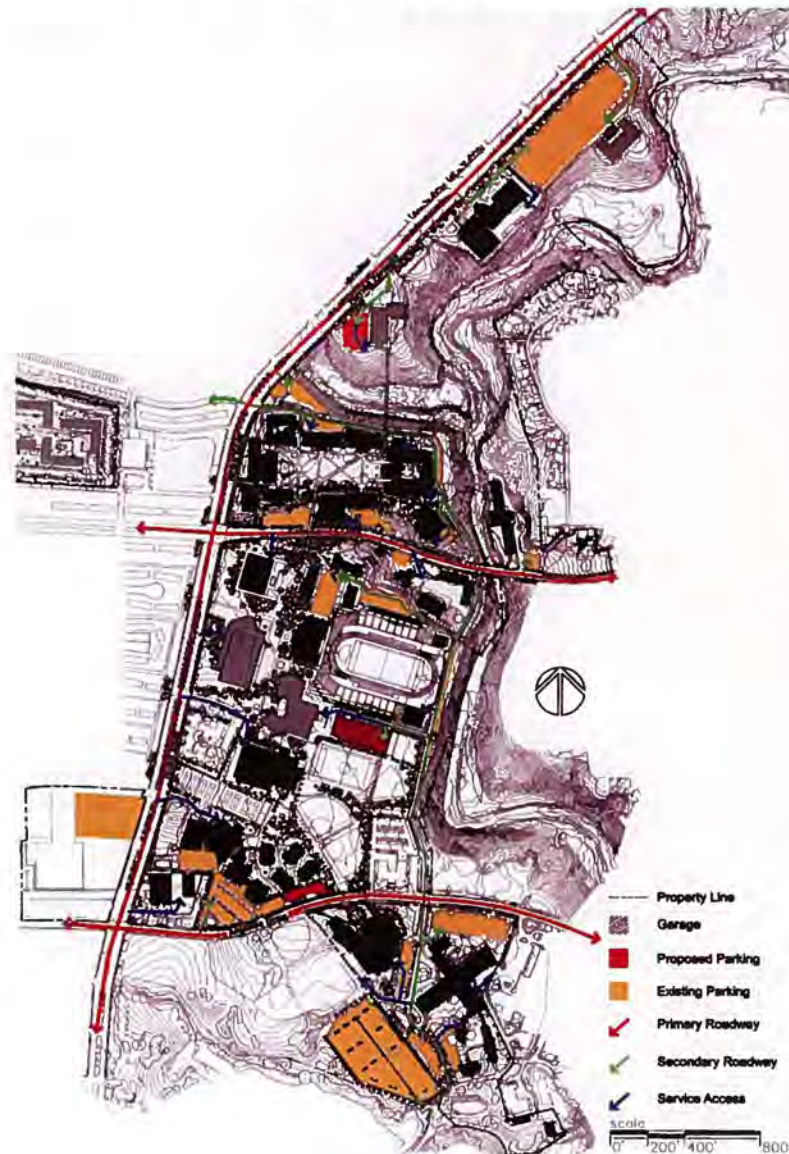 Property Line
Garage
Proposed Parking
Existing Parking
Primary Roadway
Secondary Roadway
Service Access
scale
0' 200' 400' 800'